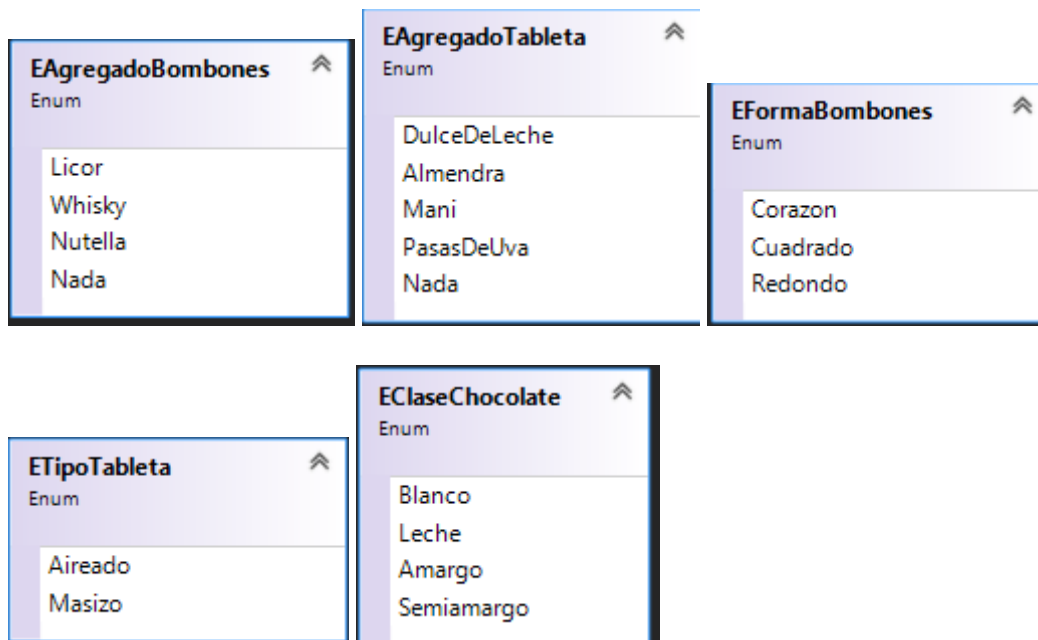 EAgregadoBombones
Enum
Licor
Whisky
Nutella
Nada
EAgregadoTableta
Enum
DulceDeLeche
Almendra
Mani
PasasDeUva
Nada
EFormaBombones
Enum
Corazon
Cuadrado
Redondo
ETipoTableta
Enum
Aireado
Masizo
EClaseChocolate
Enum
Blanco
Leche
Amargo
Semiamargo